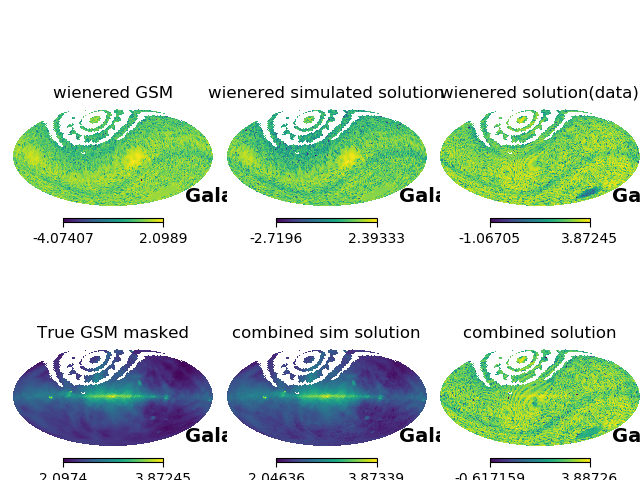 wienered GSM
wienered simulated solution
wienered solution(data)
Gala
Gala
Ga
-4.07407 2.0989
-2.7196 2.39333
-1.06705 3.87245
True GSM masked
combined sim solution
combined solution
Gala
Gala
Ga
2.0974 3.87245
2.04636 3.87339
-0.617159 3.88726